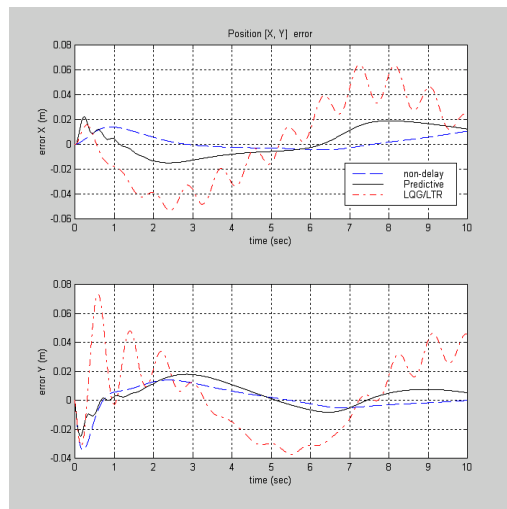 Position [X, Y]  error
0.08
0.06
0.04
0.02
0
-0.02
-0.04
-0.06
error X (m)
non-delay
Predictive
LQG/LTR
0 1 2 3 4 5 6 7 8 9 10
time (sec)
0.08
0.06
0.04
0.02
0
-0.02
-0.04
error Y (m)
0 1 2 3 4 5 6 7 8 9 10
time (sec)